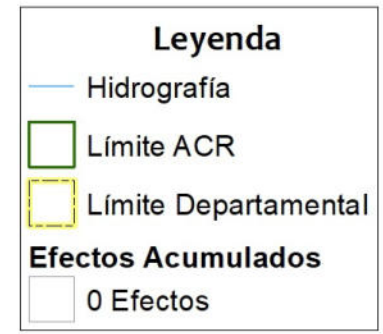 Leyenda
Hidrografía
Límite ACR
Límite Departamental
Efectos Acumulados
0 Efectos